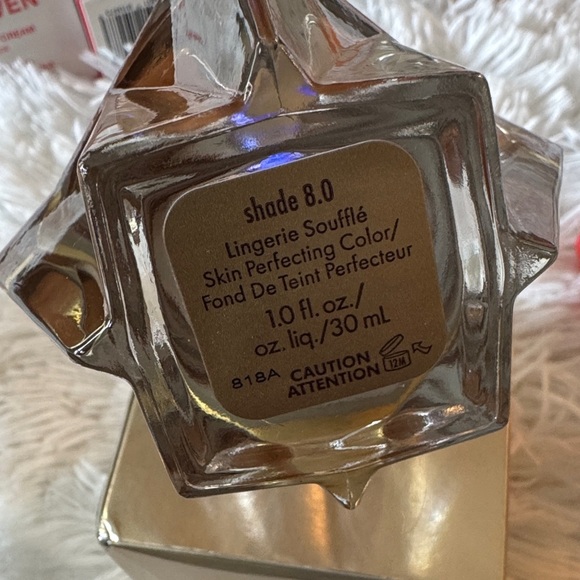 VEN
shade 8.0
Lingerie Soufflé
Skin Perfecting Color/
Fond De Teint Perfecteur
1.0 fl. oz./
oz. liq./30 mL
818A CAUTION
ATTENTION 12M